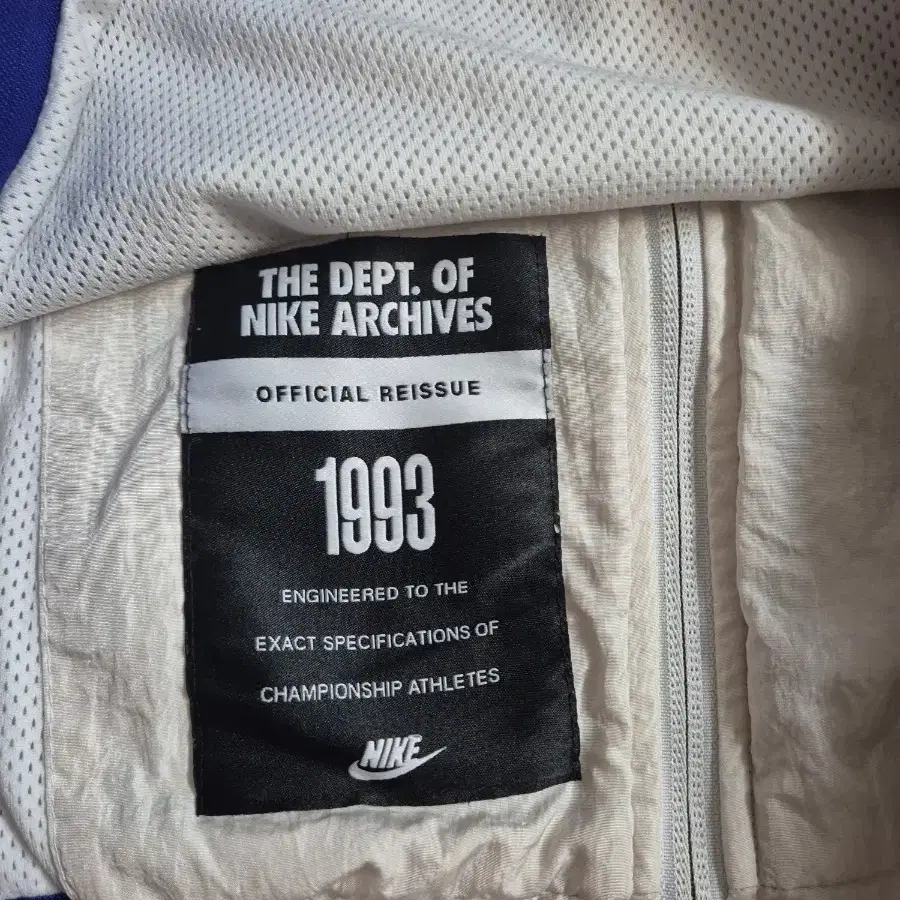 THE DEPT. OF
NIKE ARCHIVES
OFFICIAL REISSUE
1993
ENGINEERED TO THE
EXACT SPECIFICATIONS OF
CHAMPIONSHIP ATHLETES
NIKE